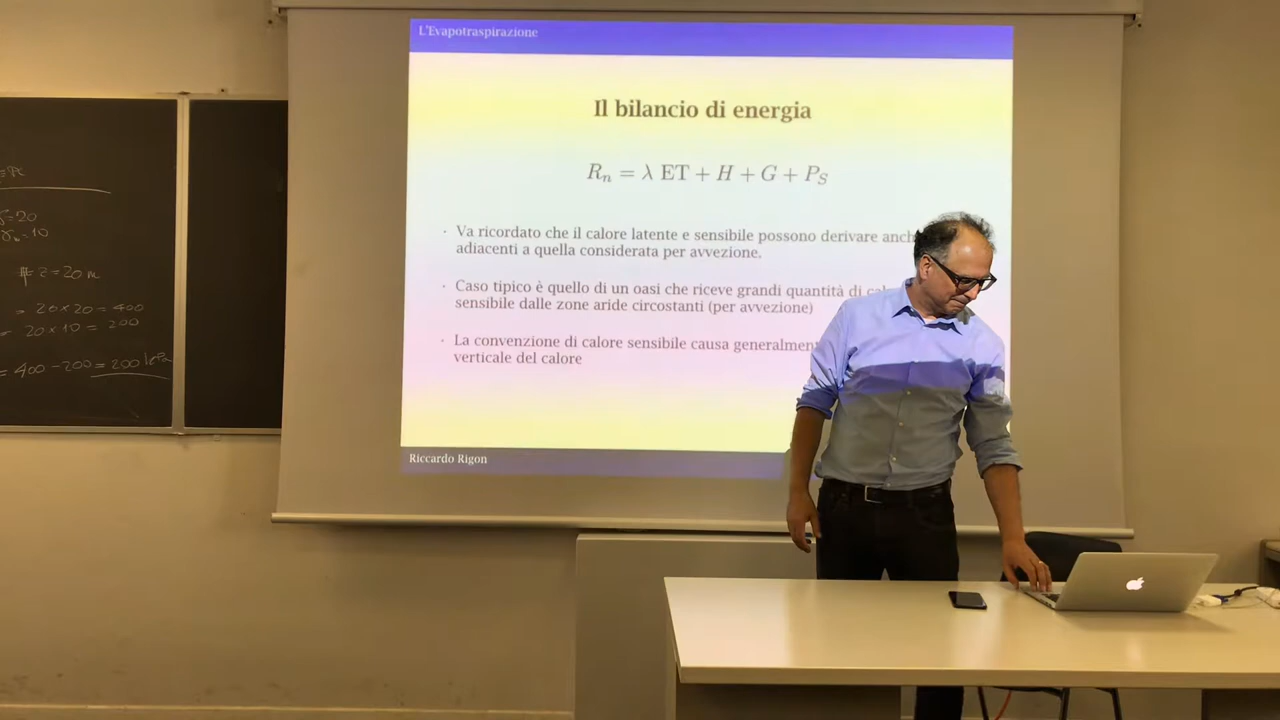 L'Evapotraspirazione
Il bilancio di energia
R_n = λ ET + H + G + P_S
· Va ricordato che il calore latente e sensibile possono derivare
adiacenti a quella considerata per avvezione.
· Caso tipico è quello di un oasi che riceve grandi quantità di
sensibile dalle zone aride circostanti (per avvezione)
· La convenzione di calore sensibile causa
verticale del calore
Riccardo Rigon
= 20
= 10
z = 20 m
= 20×20 = 400
= 20×10 = 200
= 400 - 200 = 200 kPa